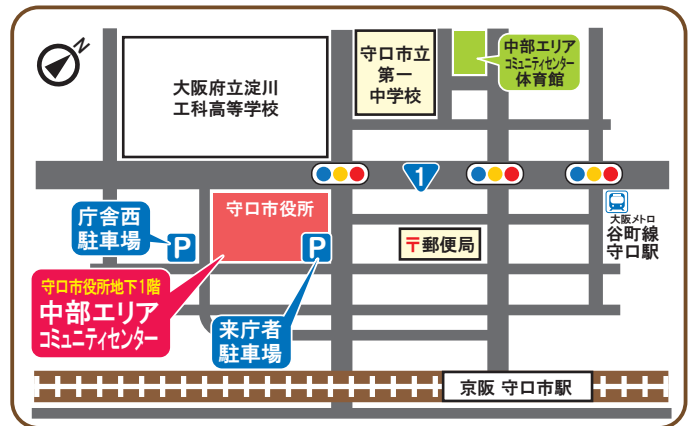 N
大阪府立淀川
工科高等学校
守口市立
第一
中学校
中部エリア
コミュニティセンター
体育館
1
守口市役所
庁舎西
駐車場
P
P
〒郵便局
大阪メトロ
谷町線
守口駅
守口市役所地下1階
中部エリア
コミュニティセンター
来庁者
駐車場
京阪 守口市駅